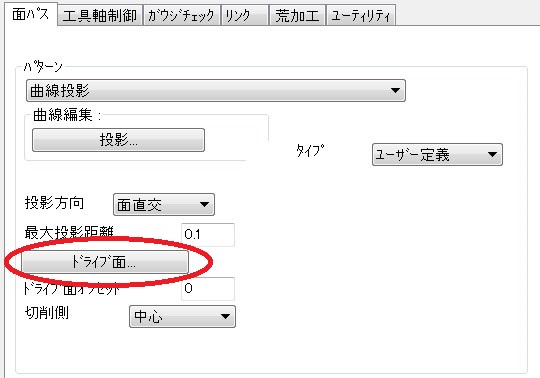 面ﾊﾟｽ 工具軸制御 ｶﾞｳｼﾞﾁｪｯｸ ﾘﾝｸ 荒加工 ﾕｰﾃｨﾘﾃｨ
ﾊﾟﾀｰﾝ
曲線投影
曲線編集 :
投影...
ﾀｲﾌﾟ ﾕｰｻﾞｰ定義
投影方向 面直交
最大投影距離 0.1
ﾄﾞﾗｲﾌﾞ面...
ﾄﾞﾗｲﾌﾞ面ｵﾌｾｯﾄ 0
切削側 中心